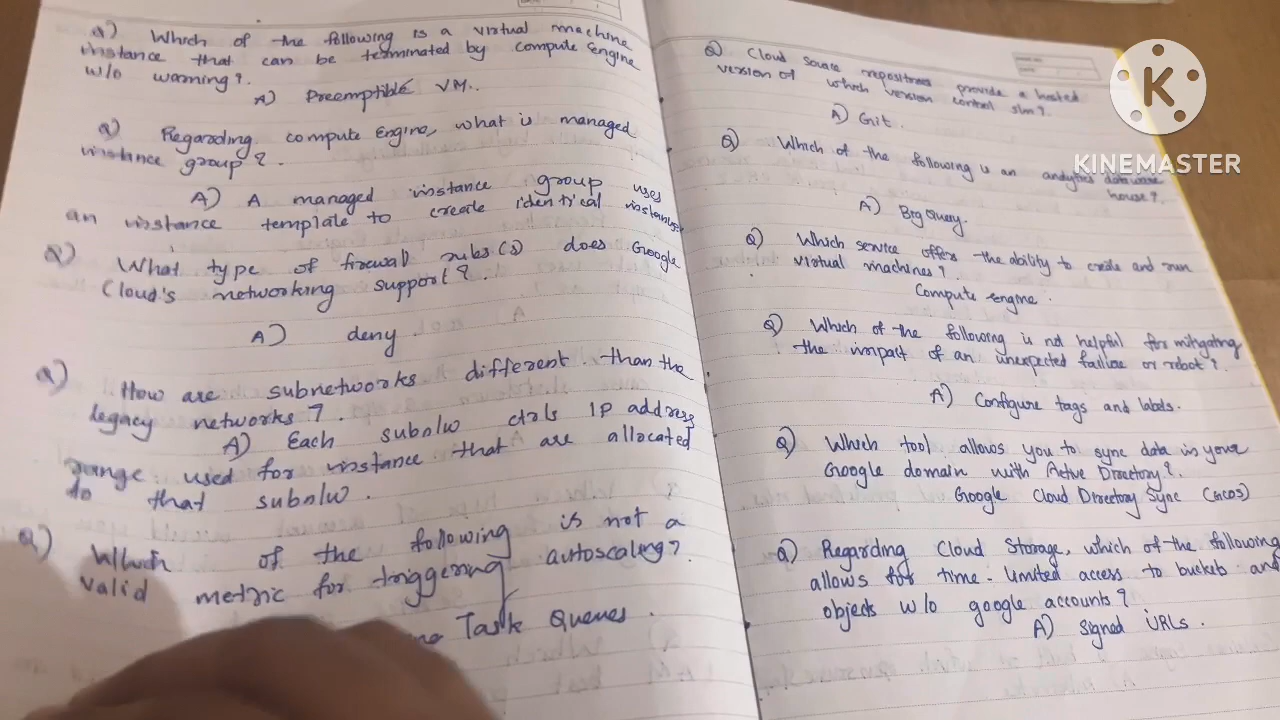 Q) Which of the following is a virtual machine
instance that can be terminated by compute Engine
w/o warning?
A) Preemptible VM.
Q) Regarding compute Engine, what is managed
instance group?
A) A managed instance group uses
an instance template to create identical instances
Q) What type of firewall rules(s) does Google
Cloud's networking support?
A) deny
Q) How are subnetworks different than the
legacy networks?
A) Each subn/w ctrls IP address
range used for instance that are allocated
to that subn/w.
Q) Which of the following is not a
valid metric for triggering autoscaling?
Task Queues.
Q) Cloud source repositries provide a hosted
version of which version control s/m?
A) Git.
Q) Which of the following is an analytics dataware
house?
A) Big Query.
Q) Which service offers the ability to create and run
virtual machines?
Compute engine.
Q) Which of the following is not helpful for mitigating
the impact of an unexpected failure or robot?
A) Configure tags and labels.
Q) Which tool allows you to sync data in your
Google domain with Active Directory?
Google Cloud Directory Sync (GCDS)
Q) Regarding Cloud Storage, which of the following
allows for time-limited access to buckets and
objects w/o google accounts?
A) Signed URLs.
K
KINEMASTER